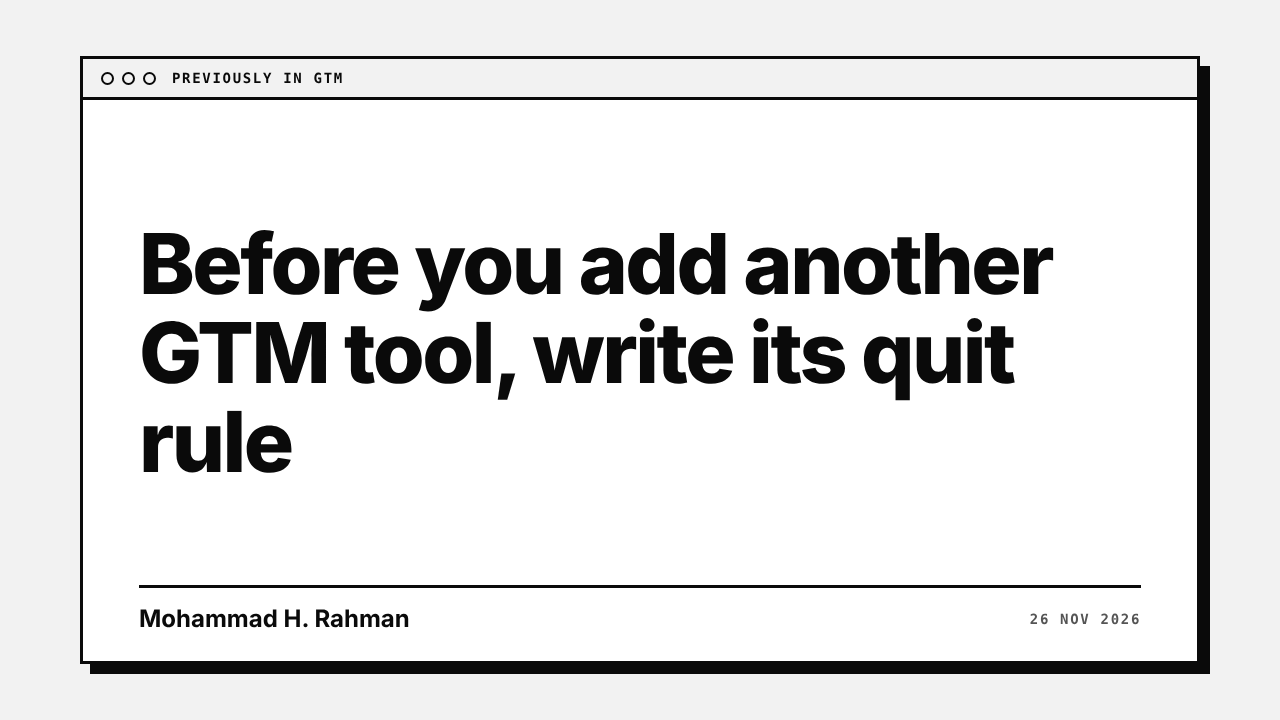 PREVIOUSLY IN GTM
Before you add another
GTM tool, write its quit
rule
Mohammad H. Rahman
26 NOV 2026